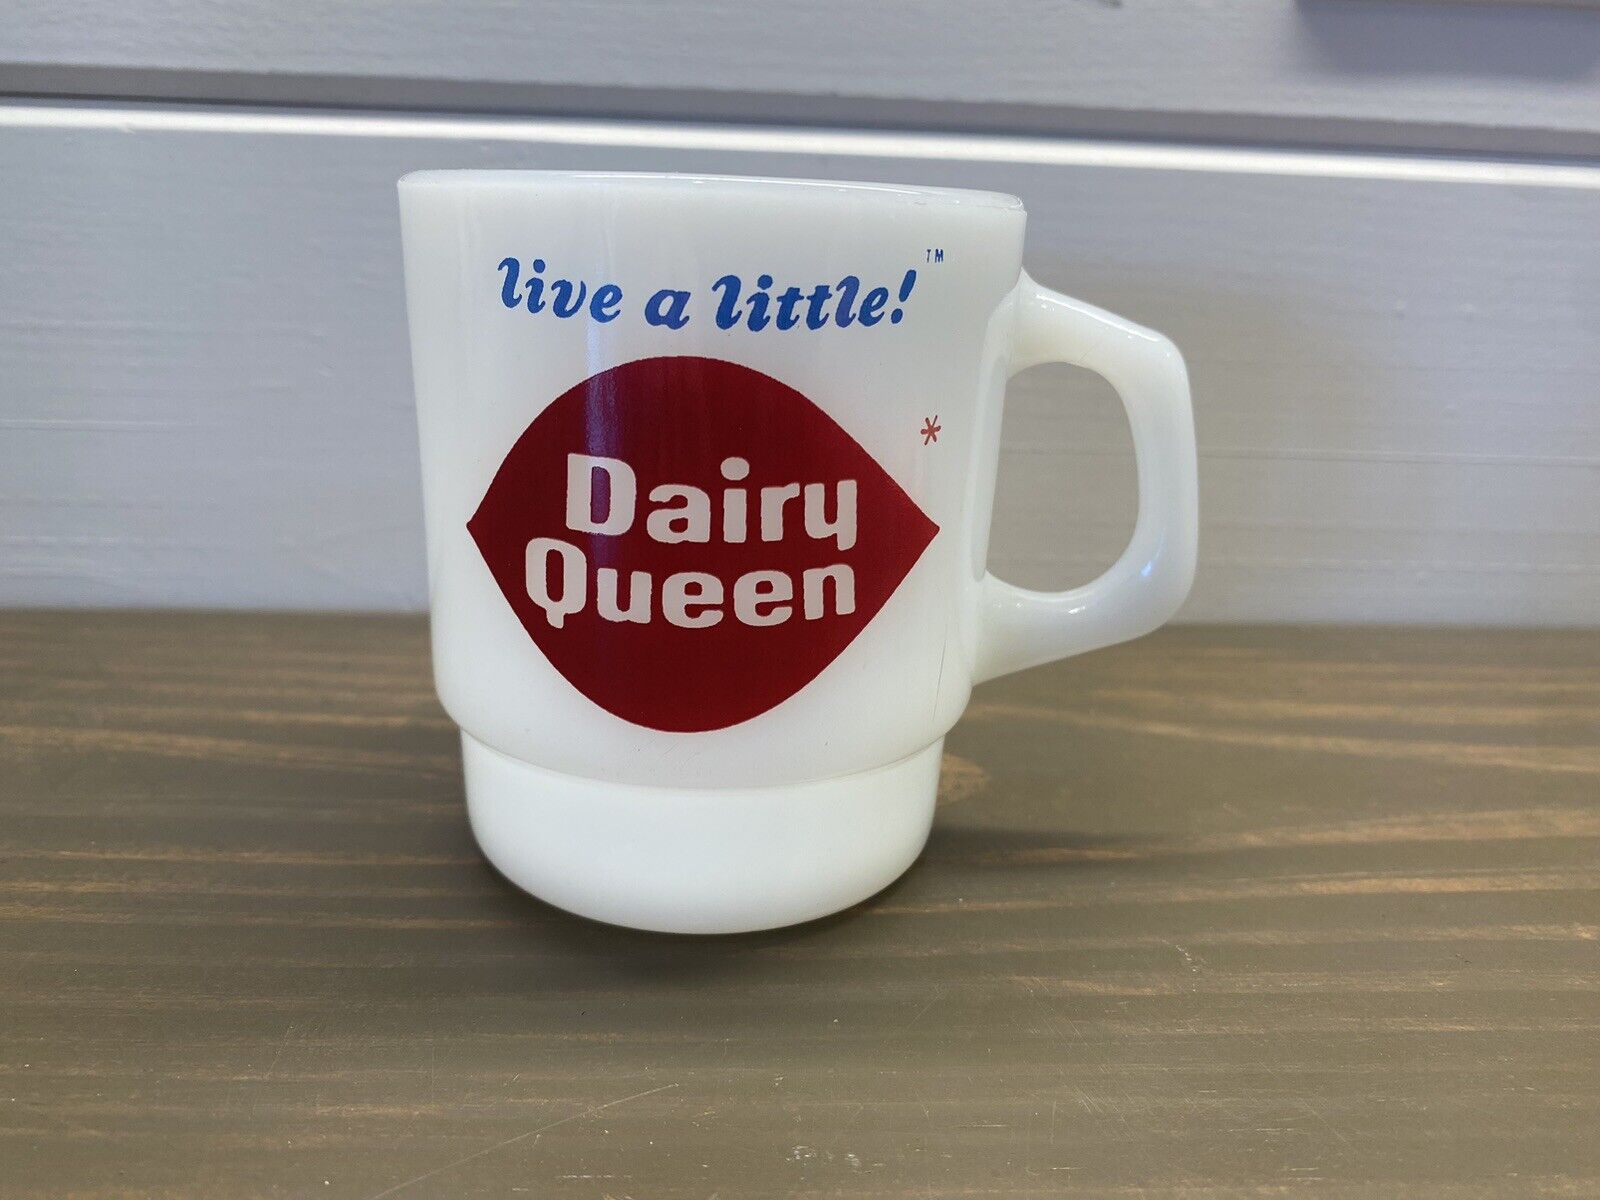 live a little!™
*
Dairy
Queen